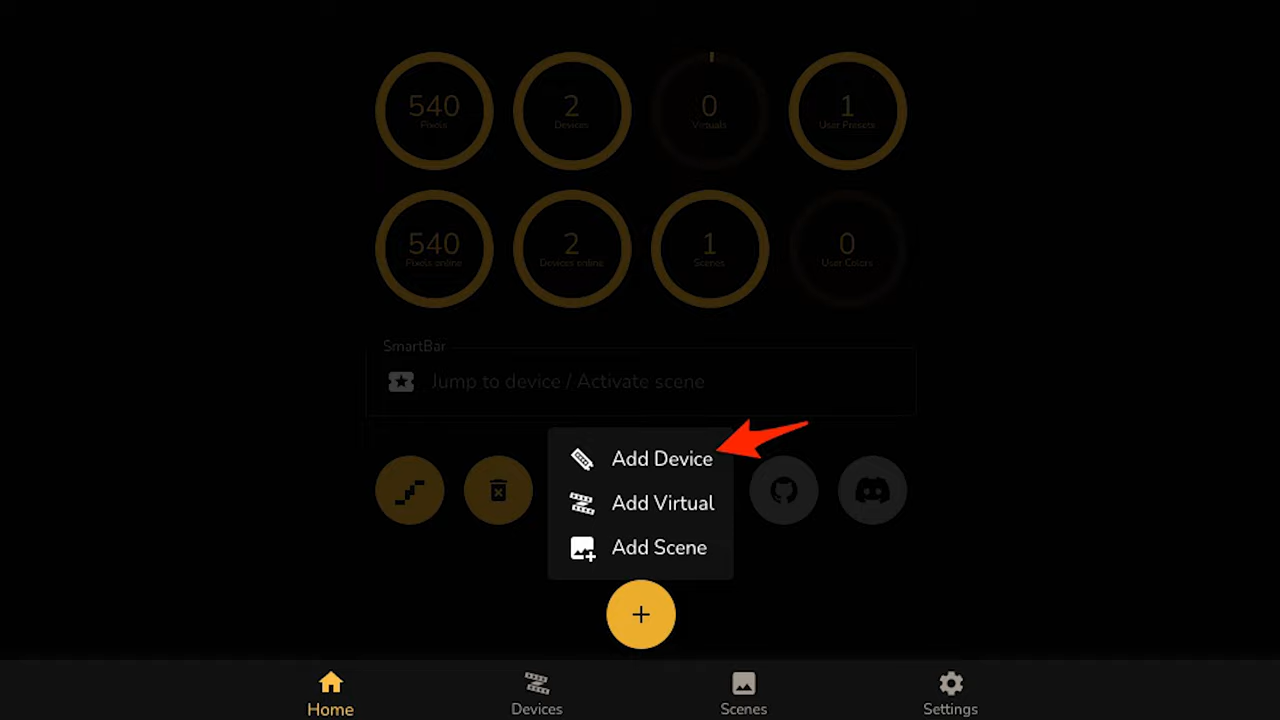 540
Pixels
2
Devices
0
Virtuals
1
User Presets
540
Pixels online
2
Devices online
1
Scenes
0
User Colors
SmartBar
Jump to device / Activate scene
Add Device
Add Virtual
Add Scene
Home
Devices
Scenes
Settings